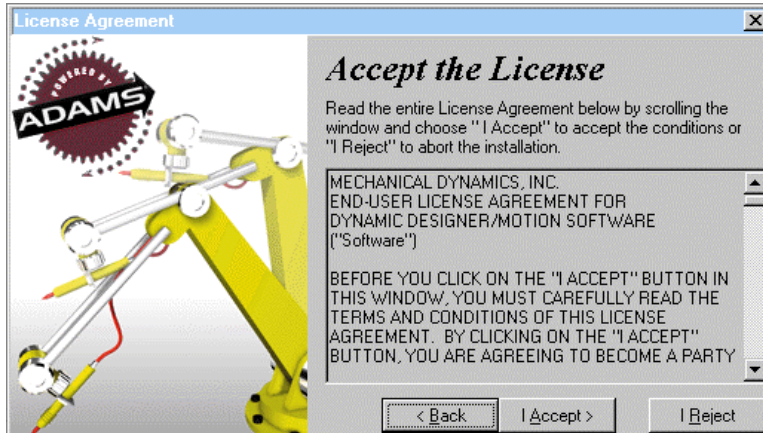 License Agreement
POWERED BY
ADAMS
Accept the License
Read the entire License Agreement below by scrolling the
window and choose " I Accept" to accept the conditions or
"I Reject" to abort the installation.
MECHANICAL DYNAMICS, INC.
END-USER LICENSE AGREEMENT FOR
DYNAMIC DESIGNER/MOTION SOFTWARE
("Software")
BEFORE YOU CLICK ON THE "I ACCEPT" BUTTON IN
THIS WINDOW, YOU MUST CAREFULLY READ THE
TERMS AND CONDITIONS OF THIS LICENSE
AGREEMENT.  BY CLICKING ON THE "I ACCEPT"
BUTTON, YOU ARE AGREEING TO BECOME A PARTY
< Back I Accept > I Reject